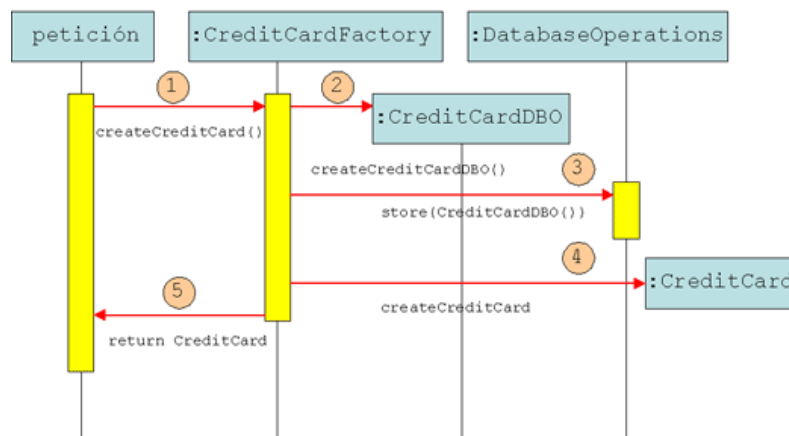 petición
:CreditCardFactory
:DatabaseOperations
1
2
createCreditCard()
:CreditCardDBO
createCreditCardDBO()
3
store(CreditCardDBO())
4
:CreditCard
5
createCreditCard
return CreditCard